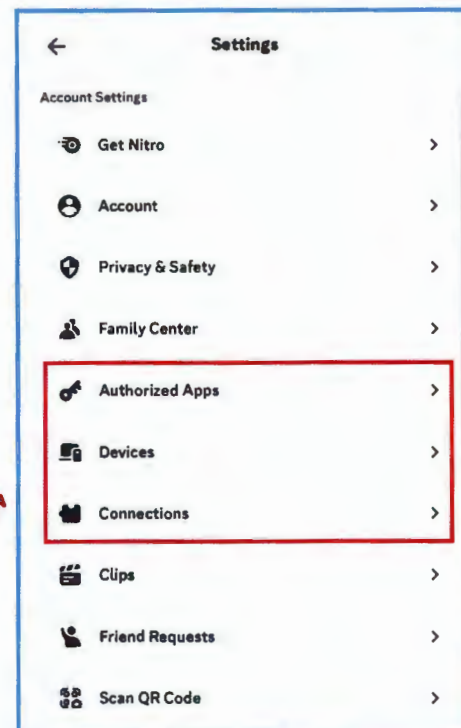 Settings
Account Settings
Get Nitro
Account
Privacy & Safety
Family Center
Authorized Apps
Devices
Connections
Clips
Friend Requests
Scan QR Code